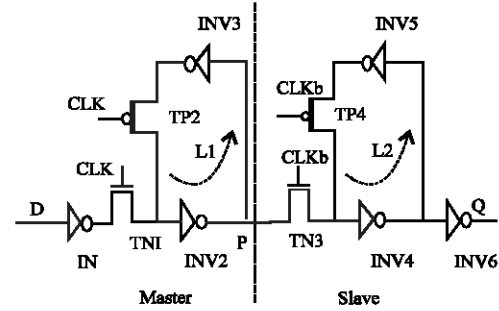 INV3
INV5
CLK
CLKb
TP2
TP4
L1
L2
CLK
CLKb
D
Q
IN
TN1
INV2
P
TN3
INV4
INV6
Master
Slave